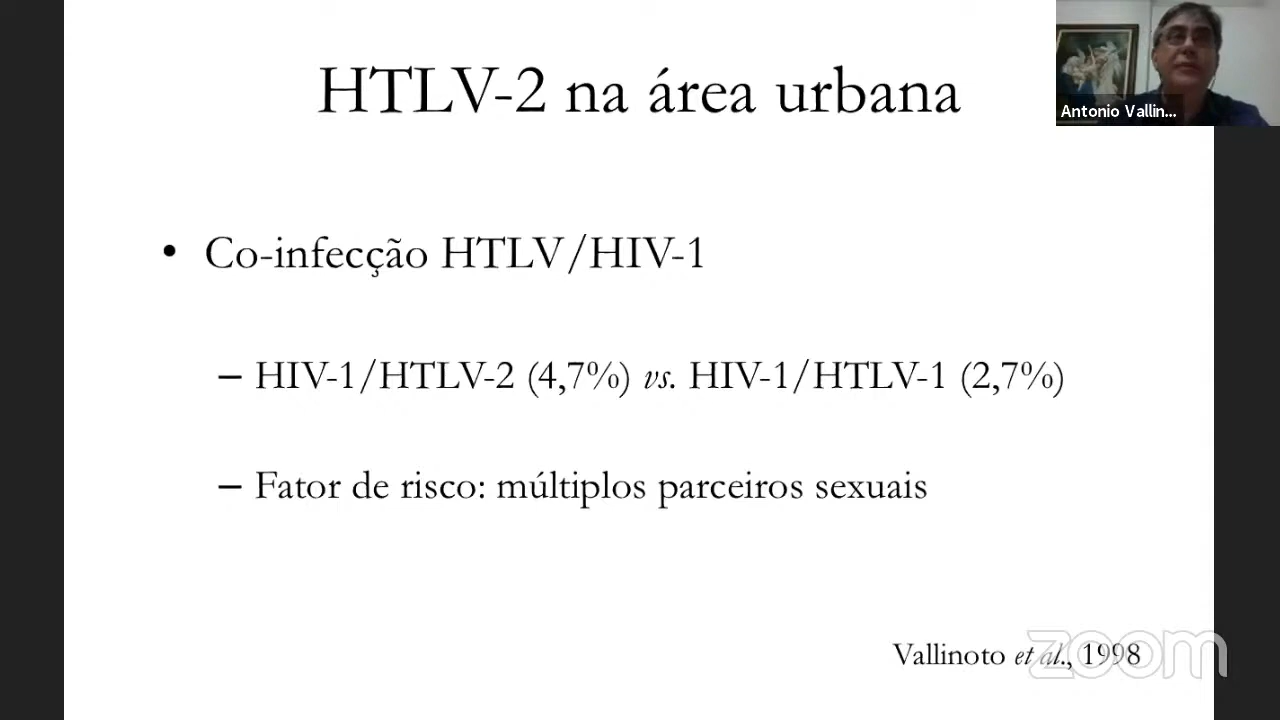 HTLV-2 na área urbana
Antonio Vallin...
• Co-infecção HTLV/HIV-1
– HIV-1/HTLV-2 (4,7%) vs. HIV-1/HTLV-1 (2,7%)
– Fator de risco: múltiplos parceiros sexuais
Vallinoto et al., 1998
zoom